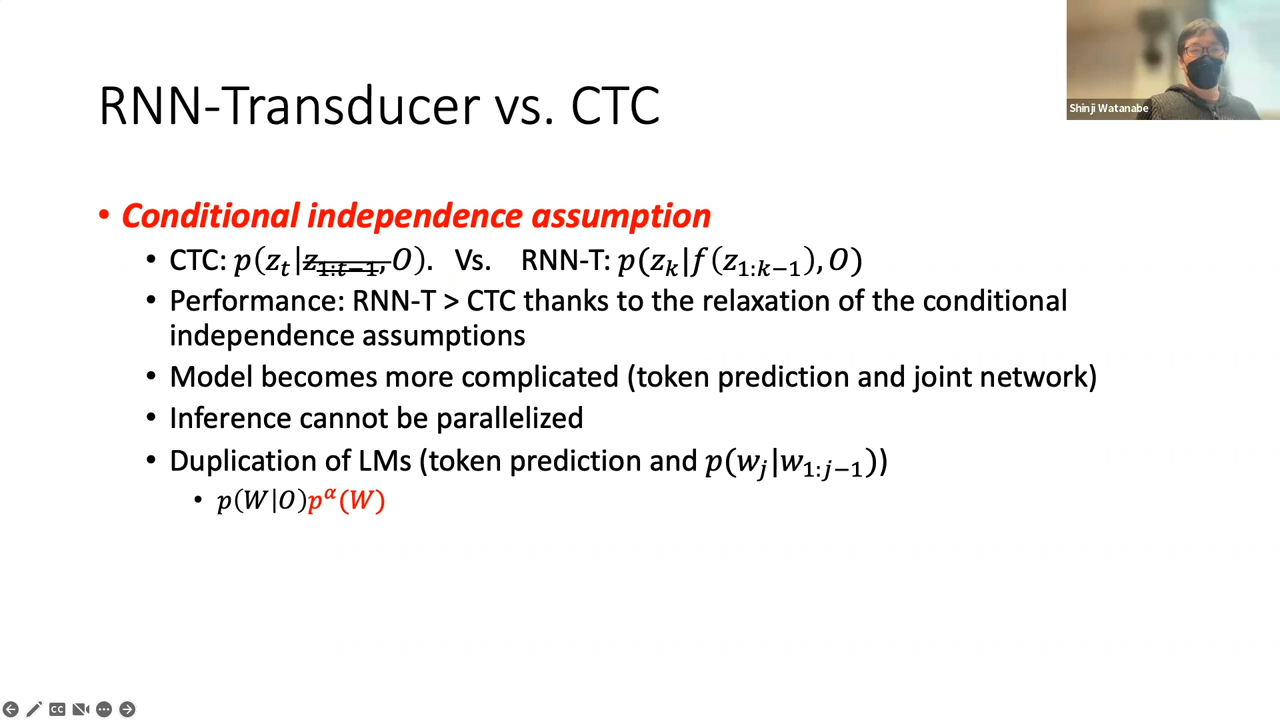 RNN-Transducer vs. CTC
Shinji Watanabe
• Conditional independence assumption
• CTC: p(z_t|z_{1:t−1}, O). Vs. RNN-T: p(z_k|f(z_{1:k−1}), O)
• Performance: RNN-T > CTC thanks to the relaxation of the conditional
independence assumptions
• Model becomes more complicated (token prediction and joint network)
• Inference cannot be parallelized
• Duplication of LMs (token prediction and p(w_j|w_{1:j−1}))
• p(W|O)p^α(W)
CC